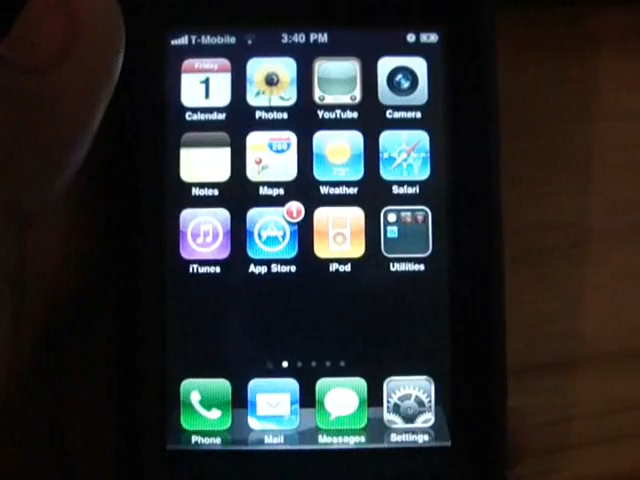 T-Mobile 3:40 PM
Friday
1
Calendar Photos YouTube Camera
280
Notes Maps Weather Safari
1
iTunes App Store iPod Utilities
Phone Mail Messages Settings